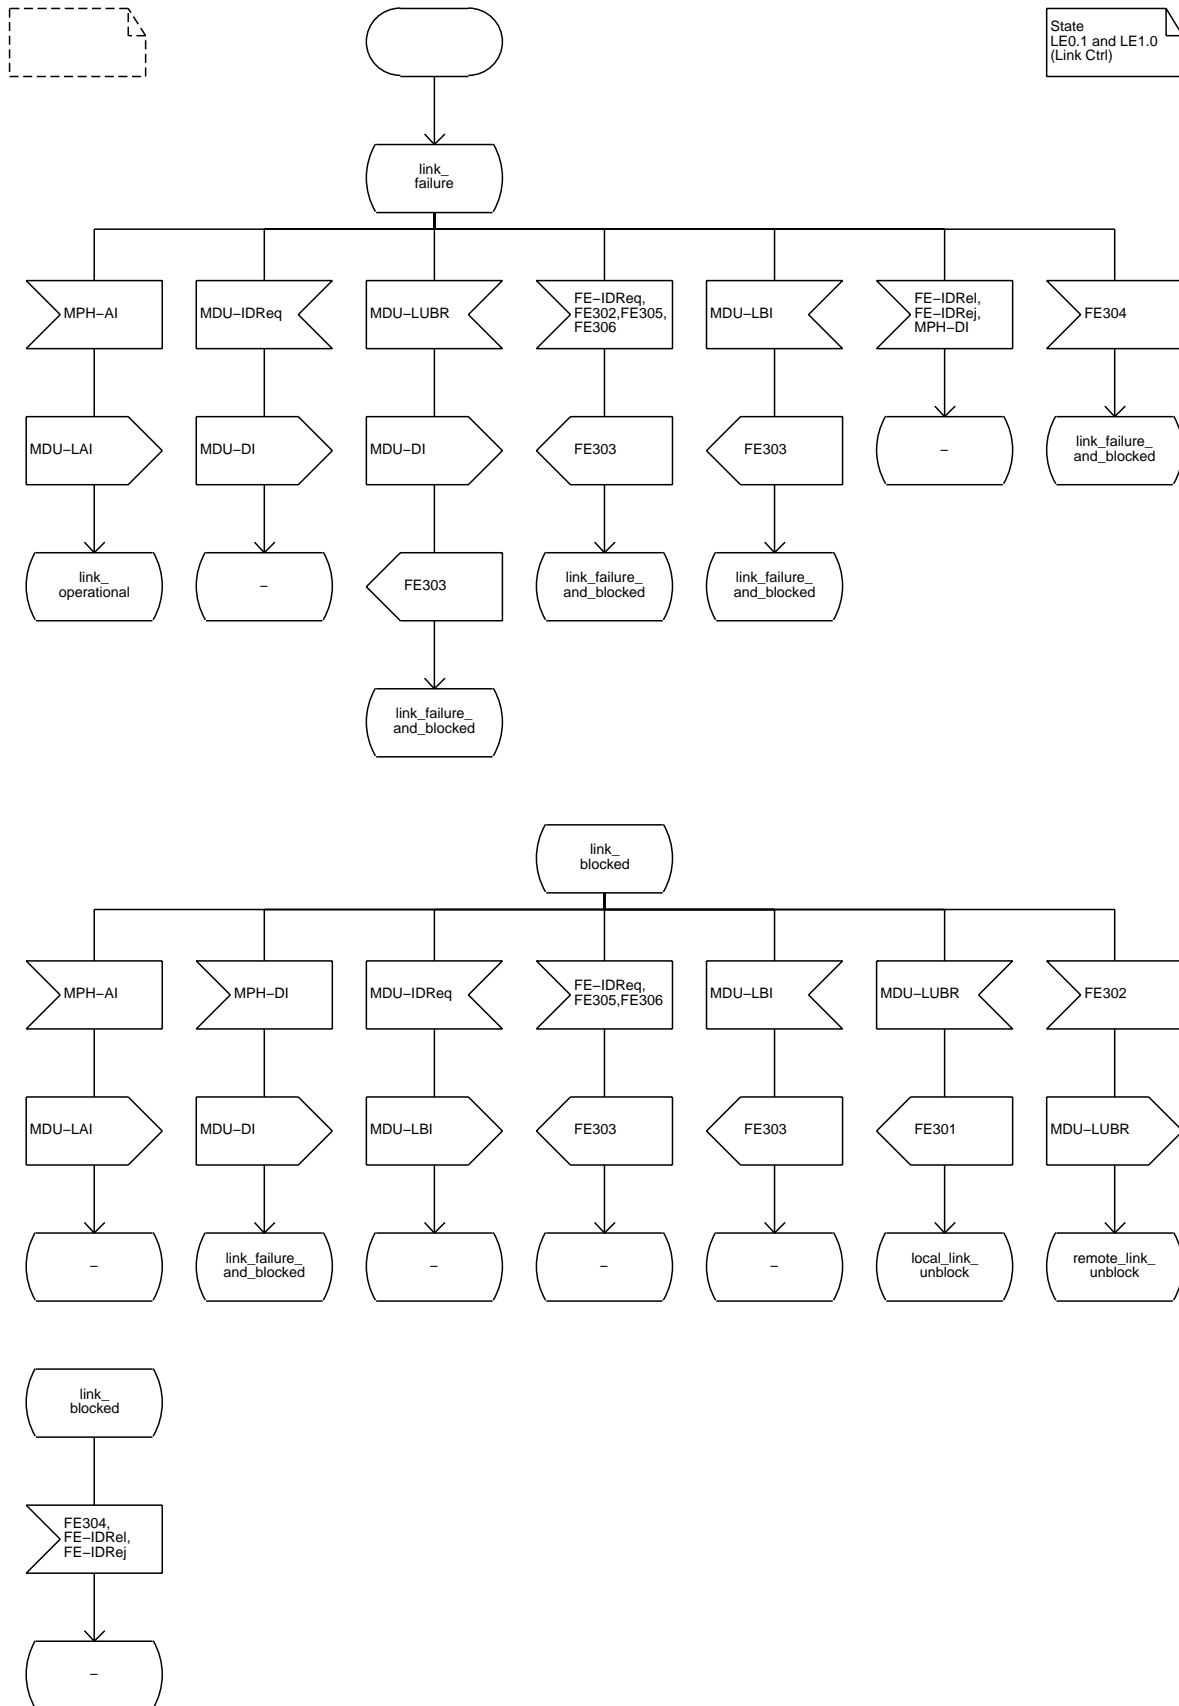 State
LE0.1 and LE1.0
(Link Ctrl)
link_
failure
MPH−AI
MDU−IDReq
MDU−LUBR
FE−IDReq,
FE302,FE305,
FE306
MDU−LBI
FE−IDRel,
FE−IDRej,
MPH−DI
FE304
MDU−LAI
MDU−DI
MDU−DI
FE303
FE303
−
link_failure_
and_blocked
link_
operational
−
FE303
link_failure_
and_blocked
link_failure_
and_blocked
link_failure_
and_blocked
link_
blocked
MPH−AI
MPH−DI
MDU−IDReq
FE−IDReq,
FE305,FE306
MDU−LBI
MDU−LUBR
FE302
MDU−LAI
MDU−DI
MDU−LBI
FE303
FE303
FE301
MDU−LUBR
−
link_failure_
and_blocked
−
−
−
local_link_
unblock
remote_link_
unblock
link_
blocked
FE304,
FE−IDRel,
FE−IDRej
−